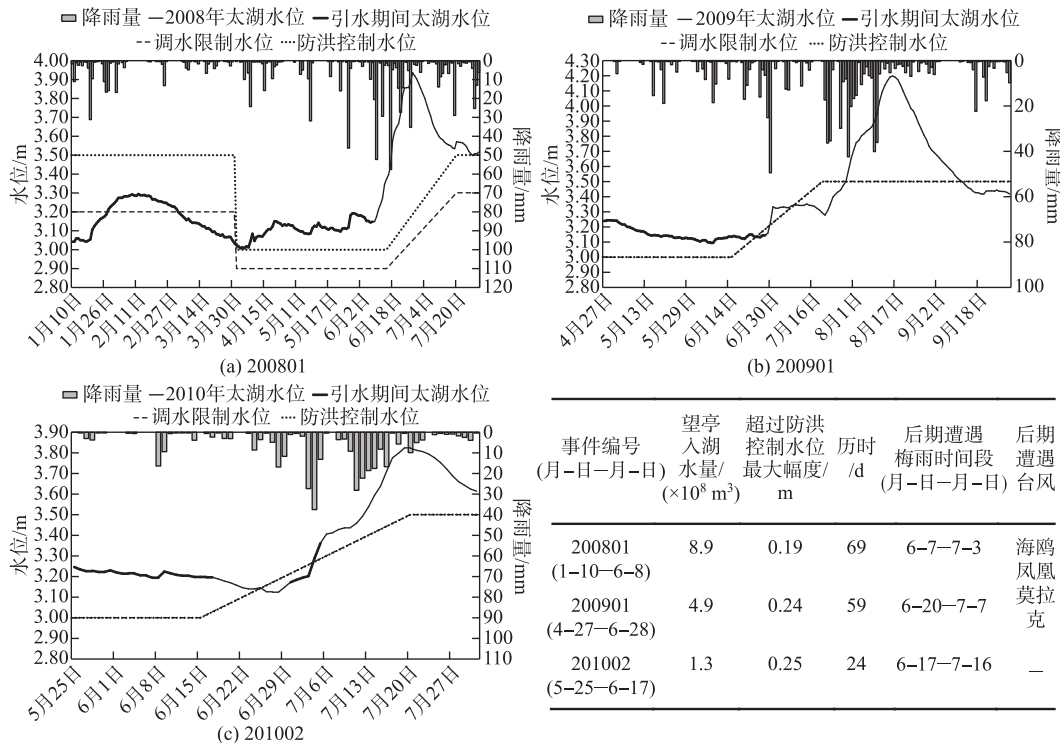 降雨量 2008年太湖水位 引水期间太湖水位
调水限制水位 防洪控制水位
水位/m
4.00
3.90
3.80
3.70
3.60
3.50
3.40
3.30
3.20
3.10
3.00
2.90
2.80
0
10
20
30
40
50
60
70
80
90
100
110
120
降雨量/mm
1月10日 1月26日 2月11日 2月27日 3月14日 3月30日 4月15日 5月1日 5月17日 6月2日 6月18日 7月4日 7月20日
(a) 200801
降雨量 2009年太湖水位 引水期间太湖水位
调水限制水位 防洪控制水位
水位/m
4.30
4.20
4.10
4.00
3.90
3.80
3.70
3.60
3.50
3.40
3.30
3.20
3.10
3.00
2.90
2.80
0
20
40
60
80
100
降雨量/mm
4月27日 5月13日 5月29日 6月14日 6月30日 7月16日 8月1日 8月17日 9月2日 9月18日
(b) 200901
降雨量 2010年太湖水位 引水期间太湖水位
调水限制水位 防洪控制水位
水位/m
3.90
3.80
3.70
3.60
3.50
3.40
3.30
3.20
3.10
3.00
2.90
2.80
0
10
20
30
40
50
60
70
80
90
100
110
降雨量/mm
5月25日 6月1日 6月8日 6月15日 6月22日 6月29日 7月6日 7月13日 7月20日 7月27日
(c) 201002
事件编号
(月-日—月-日)
望亭
入湖
水量/
(×10⁸ m³)
超过防洪
控制水位
最大幅度/
m
历时
/d
后期遭遇
梅雨时间段
(月-日—月-日)
后期
遭遇
台风
200801 8.9 0.19 69 6-7—7-3 海鸥
(1-10—6-8) 凤凰
200901 4.9 0.24 59 6-20—7-7 莫拉
(4-27—6-28) 克
201002 1.3 0.25 24 6-17—7-16 —
(5-25—6-17)